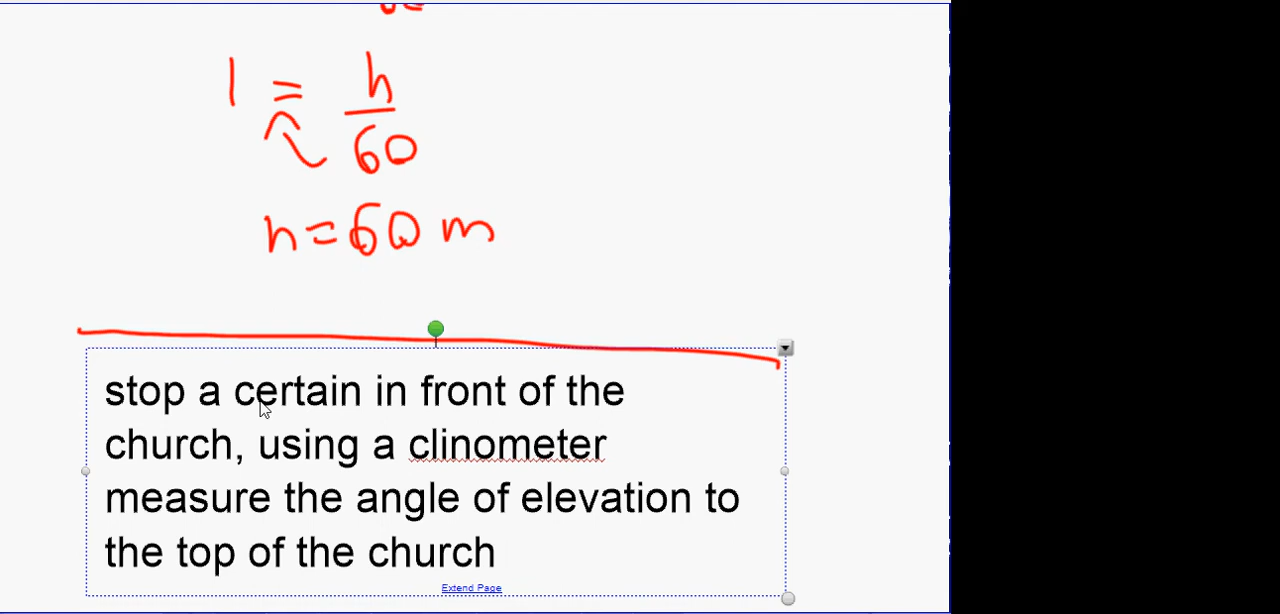 1 = h
60
h = 60 m
stop a certain in front of the
church, using a clinometer
measure the angle of elevation to
the top of the church
Extend Page